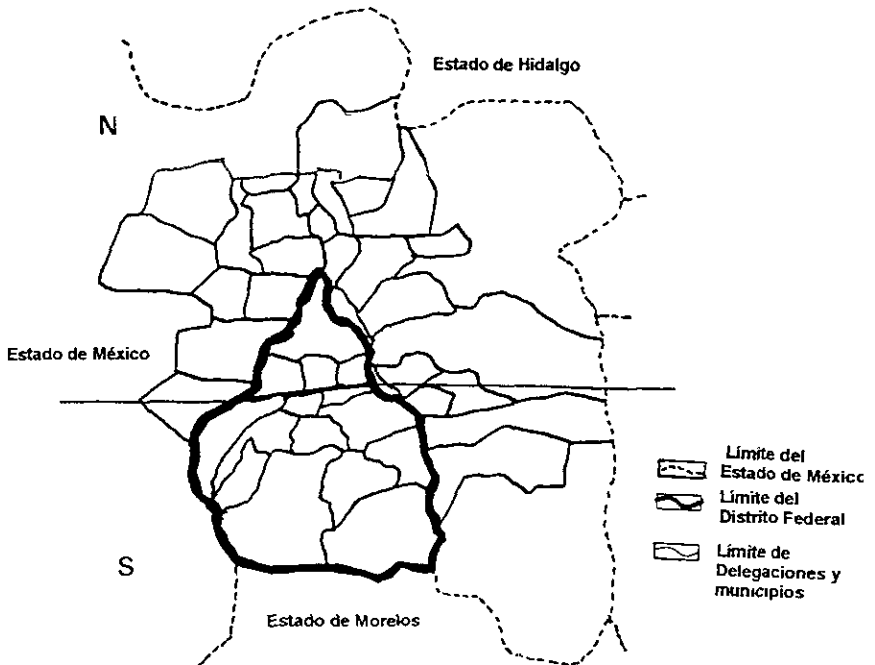 Estado de Hidalgo
N
Estado de México
Límite del
Estado de México
Límite del
Distrito Federal
Límite de
Delegaciones y
municipios
S
Estado de Morelos